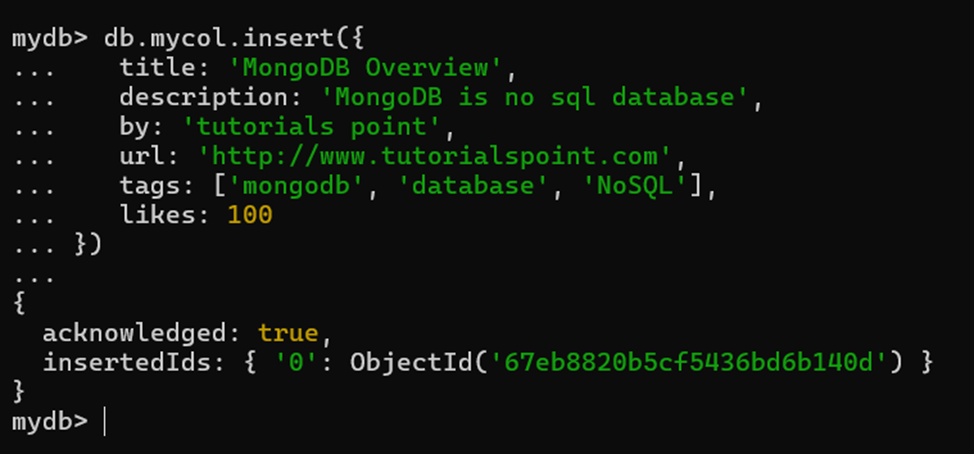 mydb> db.mycol.insert({
...    title: 'MongoDB Overview',
...    description: 'MongoDB is no sql database',
...    by: 'tutorials point',
...    url: 'http://www.tutorialspoint.com',
...    tags: ['mongodb', 'database', 'NoSQL'],
...    likes: 100
... })
...
{
  acknowledged: true,
  insertedIds: { '0': ObjectId('67eb8820b5cf5436bd6b140d') }
}
mydb>